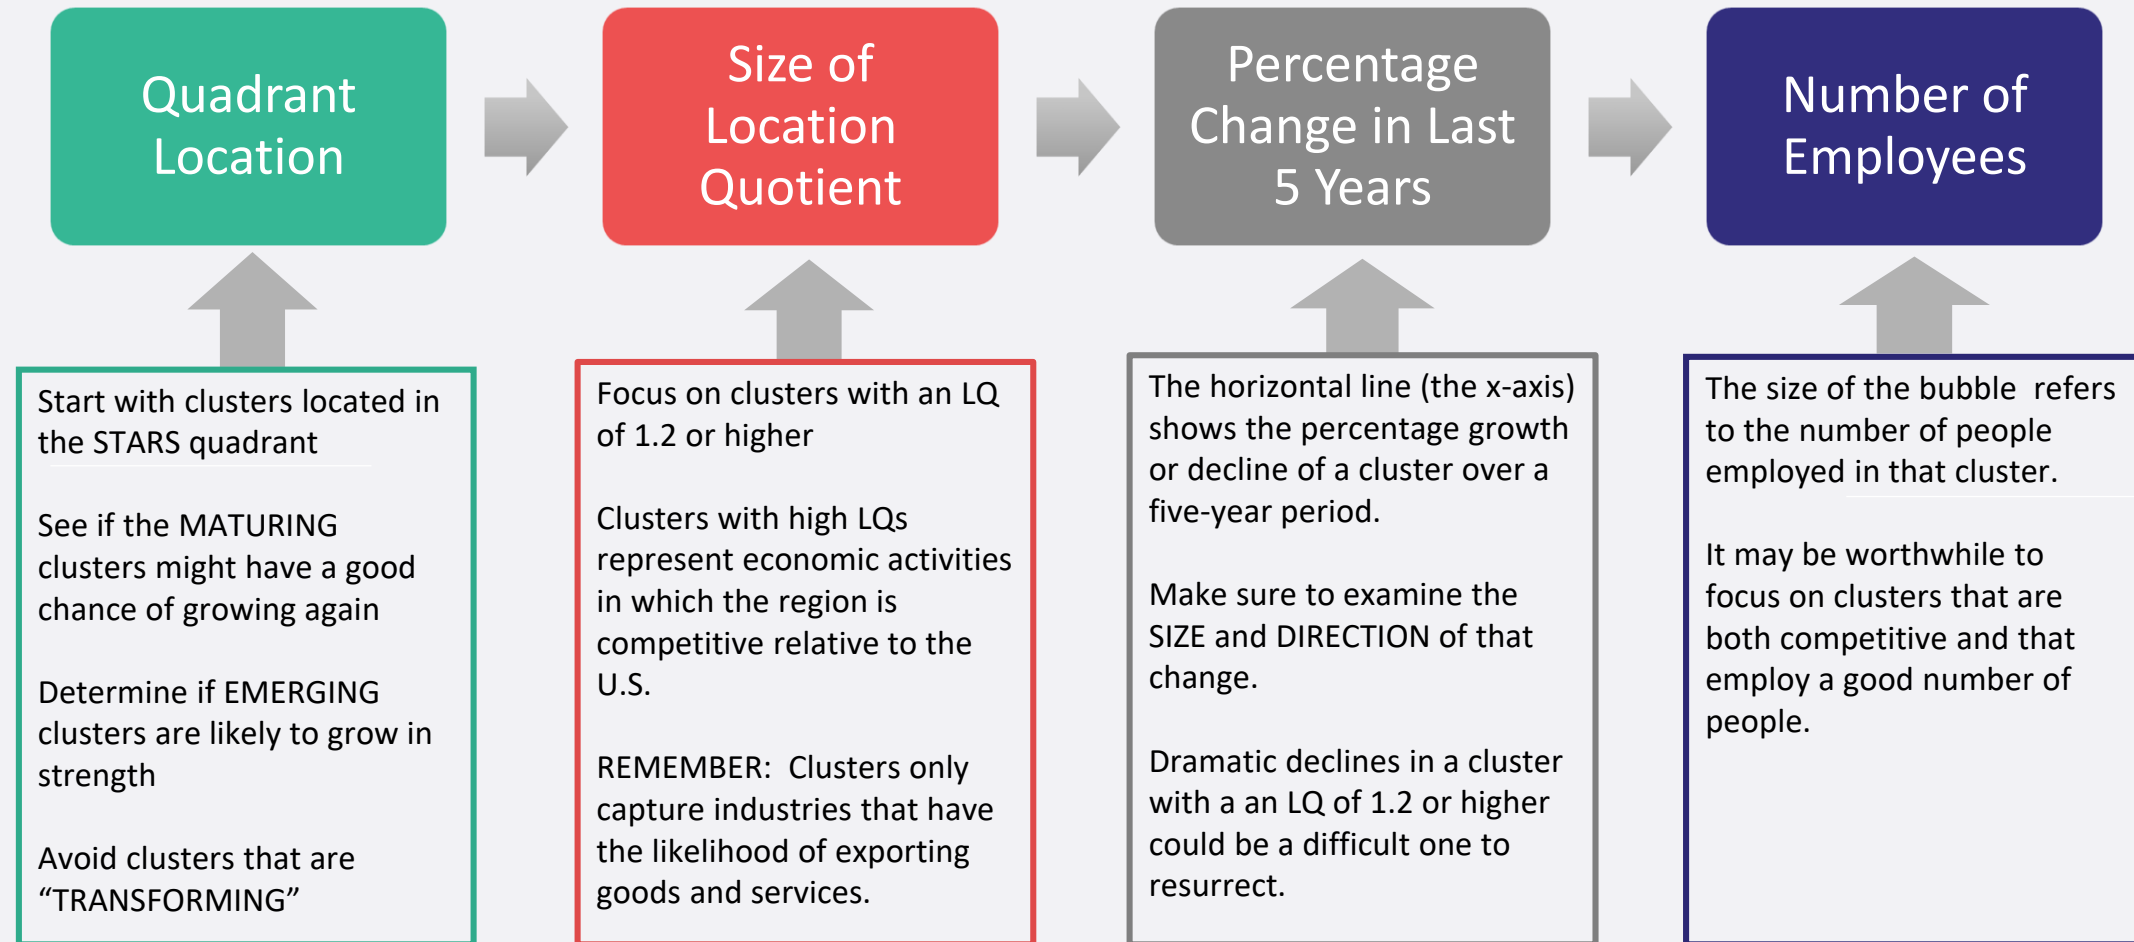 Quadrant
Location
Size of
Location
Quotient
Percentage
Change in Last
5 Years
Number of
Employees
Start with clusters located in
the STARS quadrant
See if the MATURING
clusters might have a good
chance of growing again
Determine if EMERGING
clusters are likely to grow in
strength
Avoid clusters that are
“TRANSFORMING”
Focus on clusters with an LQ
of 1.2 or higher
Clusters with high LQs
represent economic activities
in which the region is
competitive relative to the
U.S.
REMEMBER:  Clusters only
capture industries that have
the likelihood of exporting
goods and services.
The horizontal line (the x-axis)
shows the percentage growth
or decline of a cluster over a
five-year period.
Make sure to examine the
SIZE and DIRECTION of that
change.
Dramatic declines in a cluster
with a an LQ of 1.2 or higher
could be a difficult one to
resurrect.
The size of the bubble  refers
to the number of people
employed in that cluster.
It may be worthwhile to
focus on clusters that are
both competitive and that
employ a good number of
people.